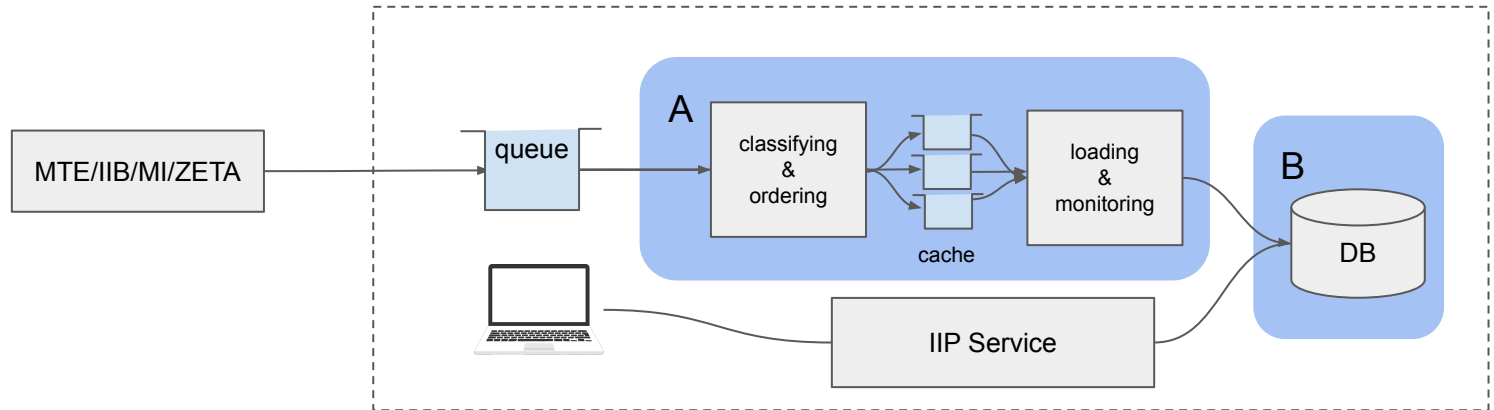 MTE/IIB/MI/ZETA
queue
A
classifying
&
ordering
cache
loading
&
monitoring
B
DB
IIP Service